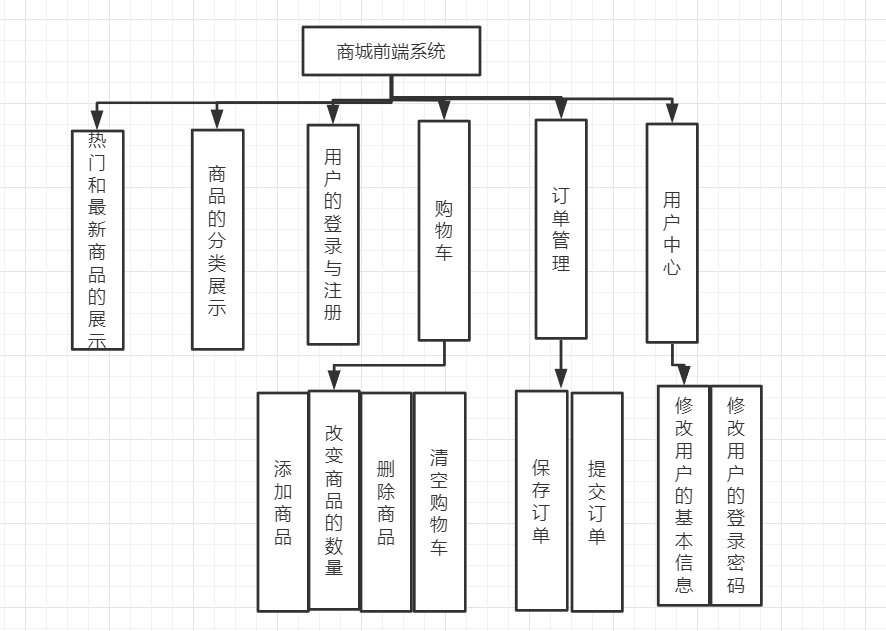 商城前端系统
热门和最新商品的展示
商品的分类展示
用户的登录与注册
购物车
订单管理
用户中心
添加商品
改变商品的数量
删除商品
清空购物车
保存订单
提交订单
修改用户的基本信息
修改用户的登录密码